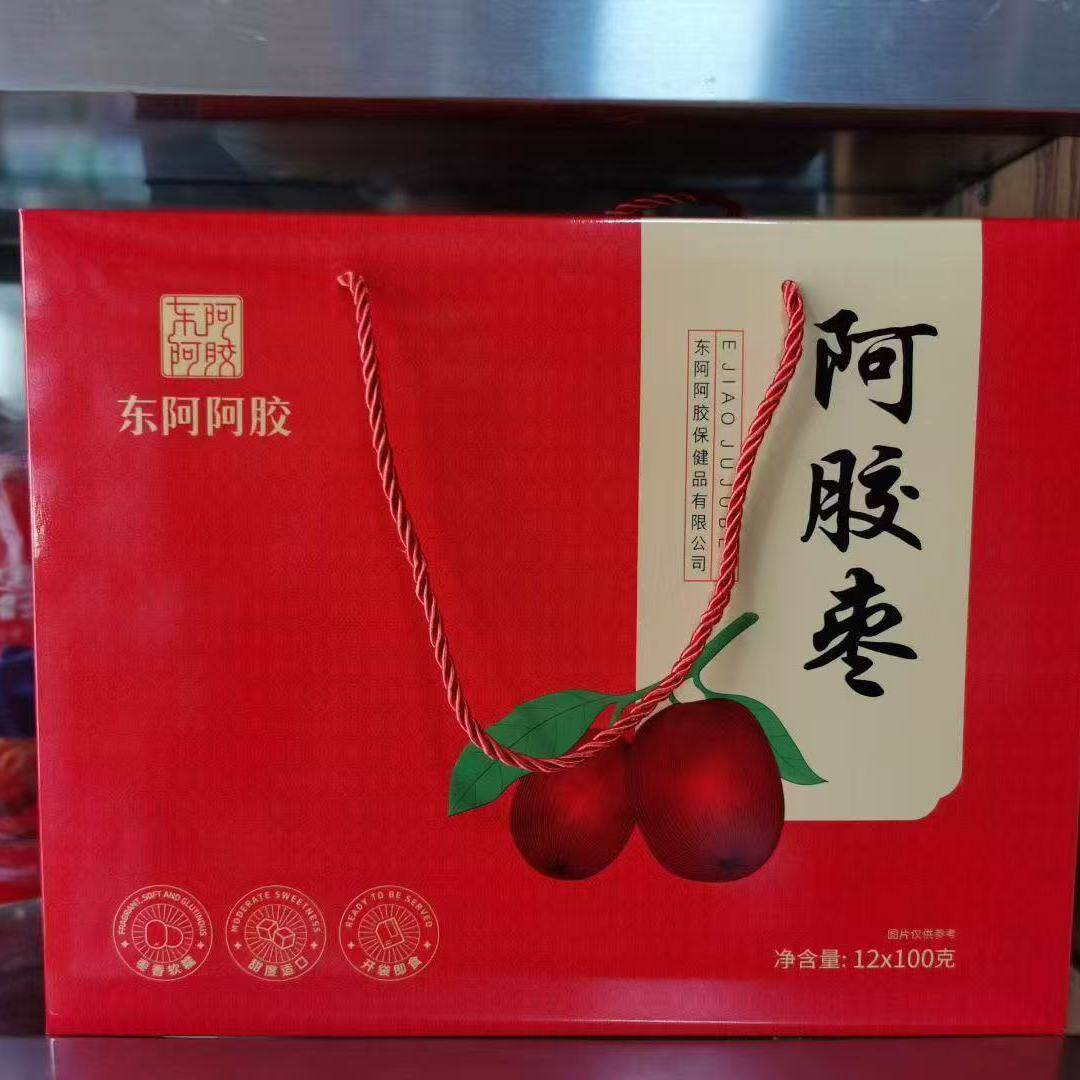 东阿
阿胶
东阿阿胶
阿胶枣
E JIAO JUJUBE
东阿阿胶保健品有限公司
FRAGRANT, SOFT AND GLUTINOUS
枣香软糯
MODERATE SWEETNESS
甜度适口
READY TO BE SERVED
开袋即食
图片仅供参考
净含量: 12x100克